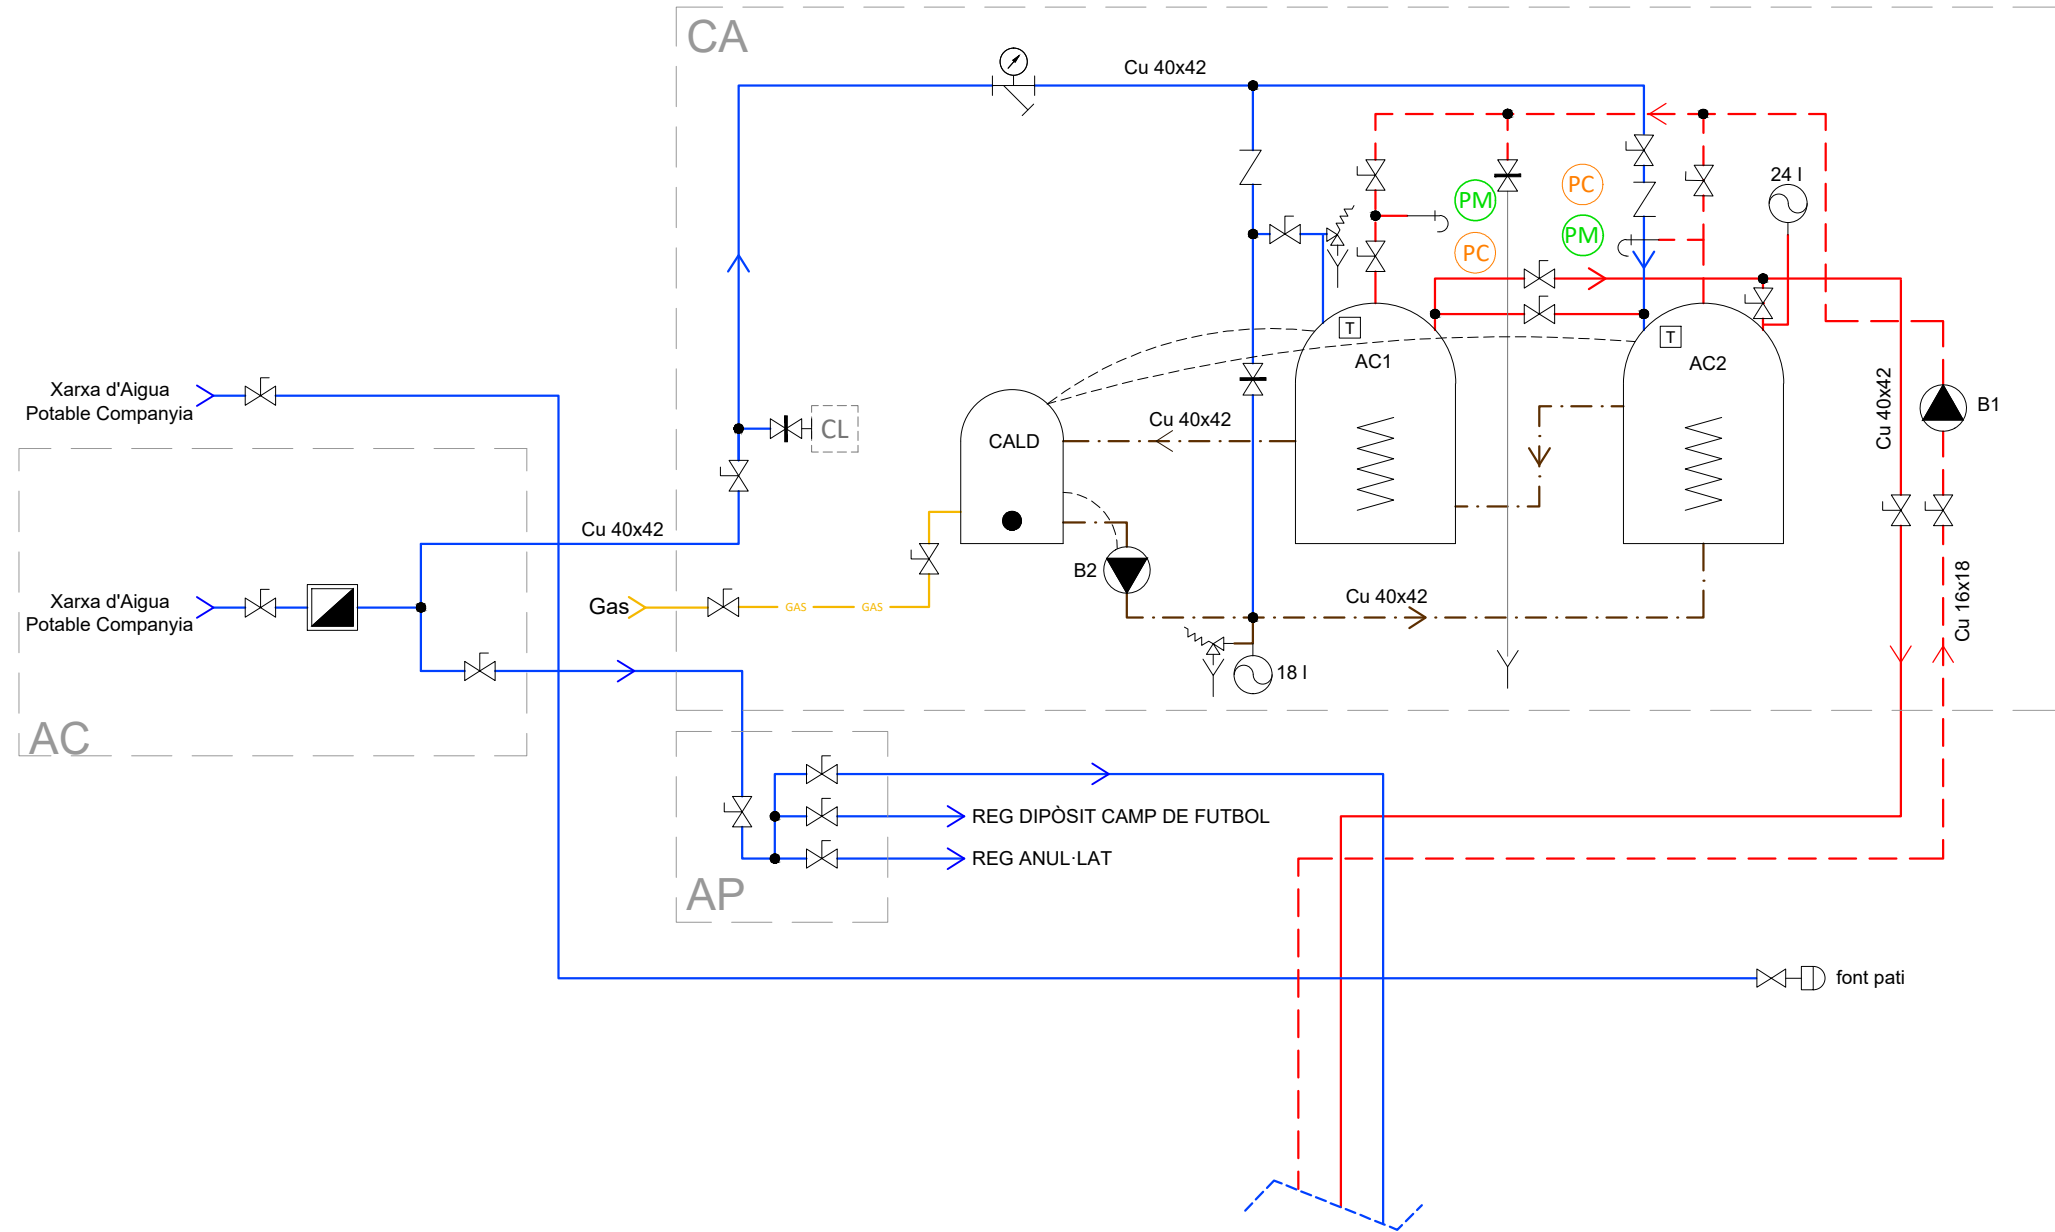 CA
Cu 40x42
24 l
PC
PM
PM
PC
T
T
AC1
AC2
Xarxa d'Aigua
Potable Companyia
B1
Cu 40x42
Cu 40x42
CL
CALD
Cu 40x42
B2
Xarxa d'Aigua
Potable Companyia
Gas
GAS
GAS
Cu 40x42
Cu 16x18
18 l
AC
REG DIPÒSIT CAMP DE FUTBOL
REG ANUL·LAT
AP
font pati